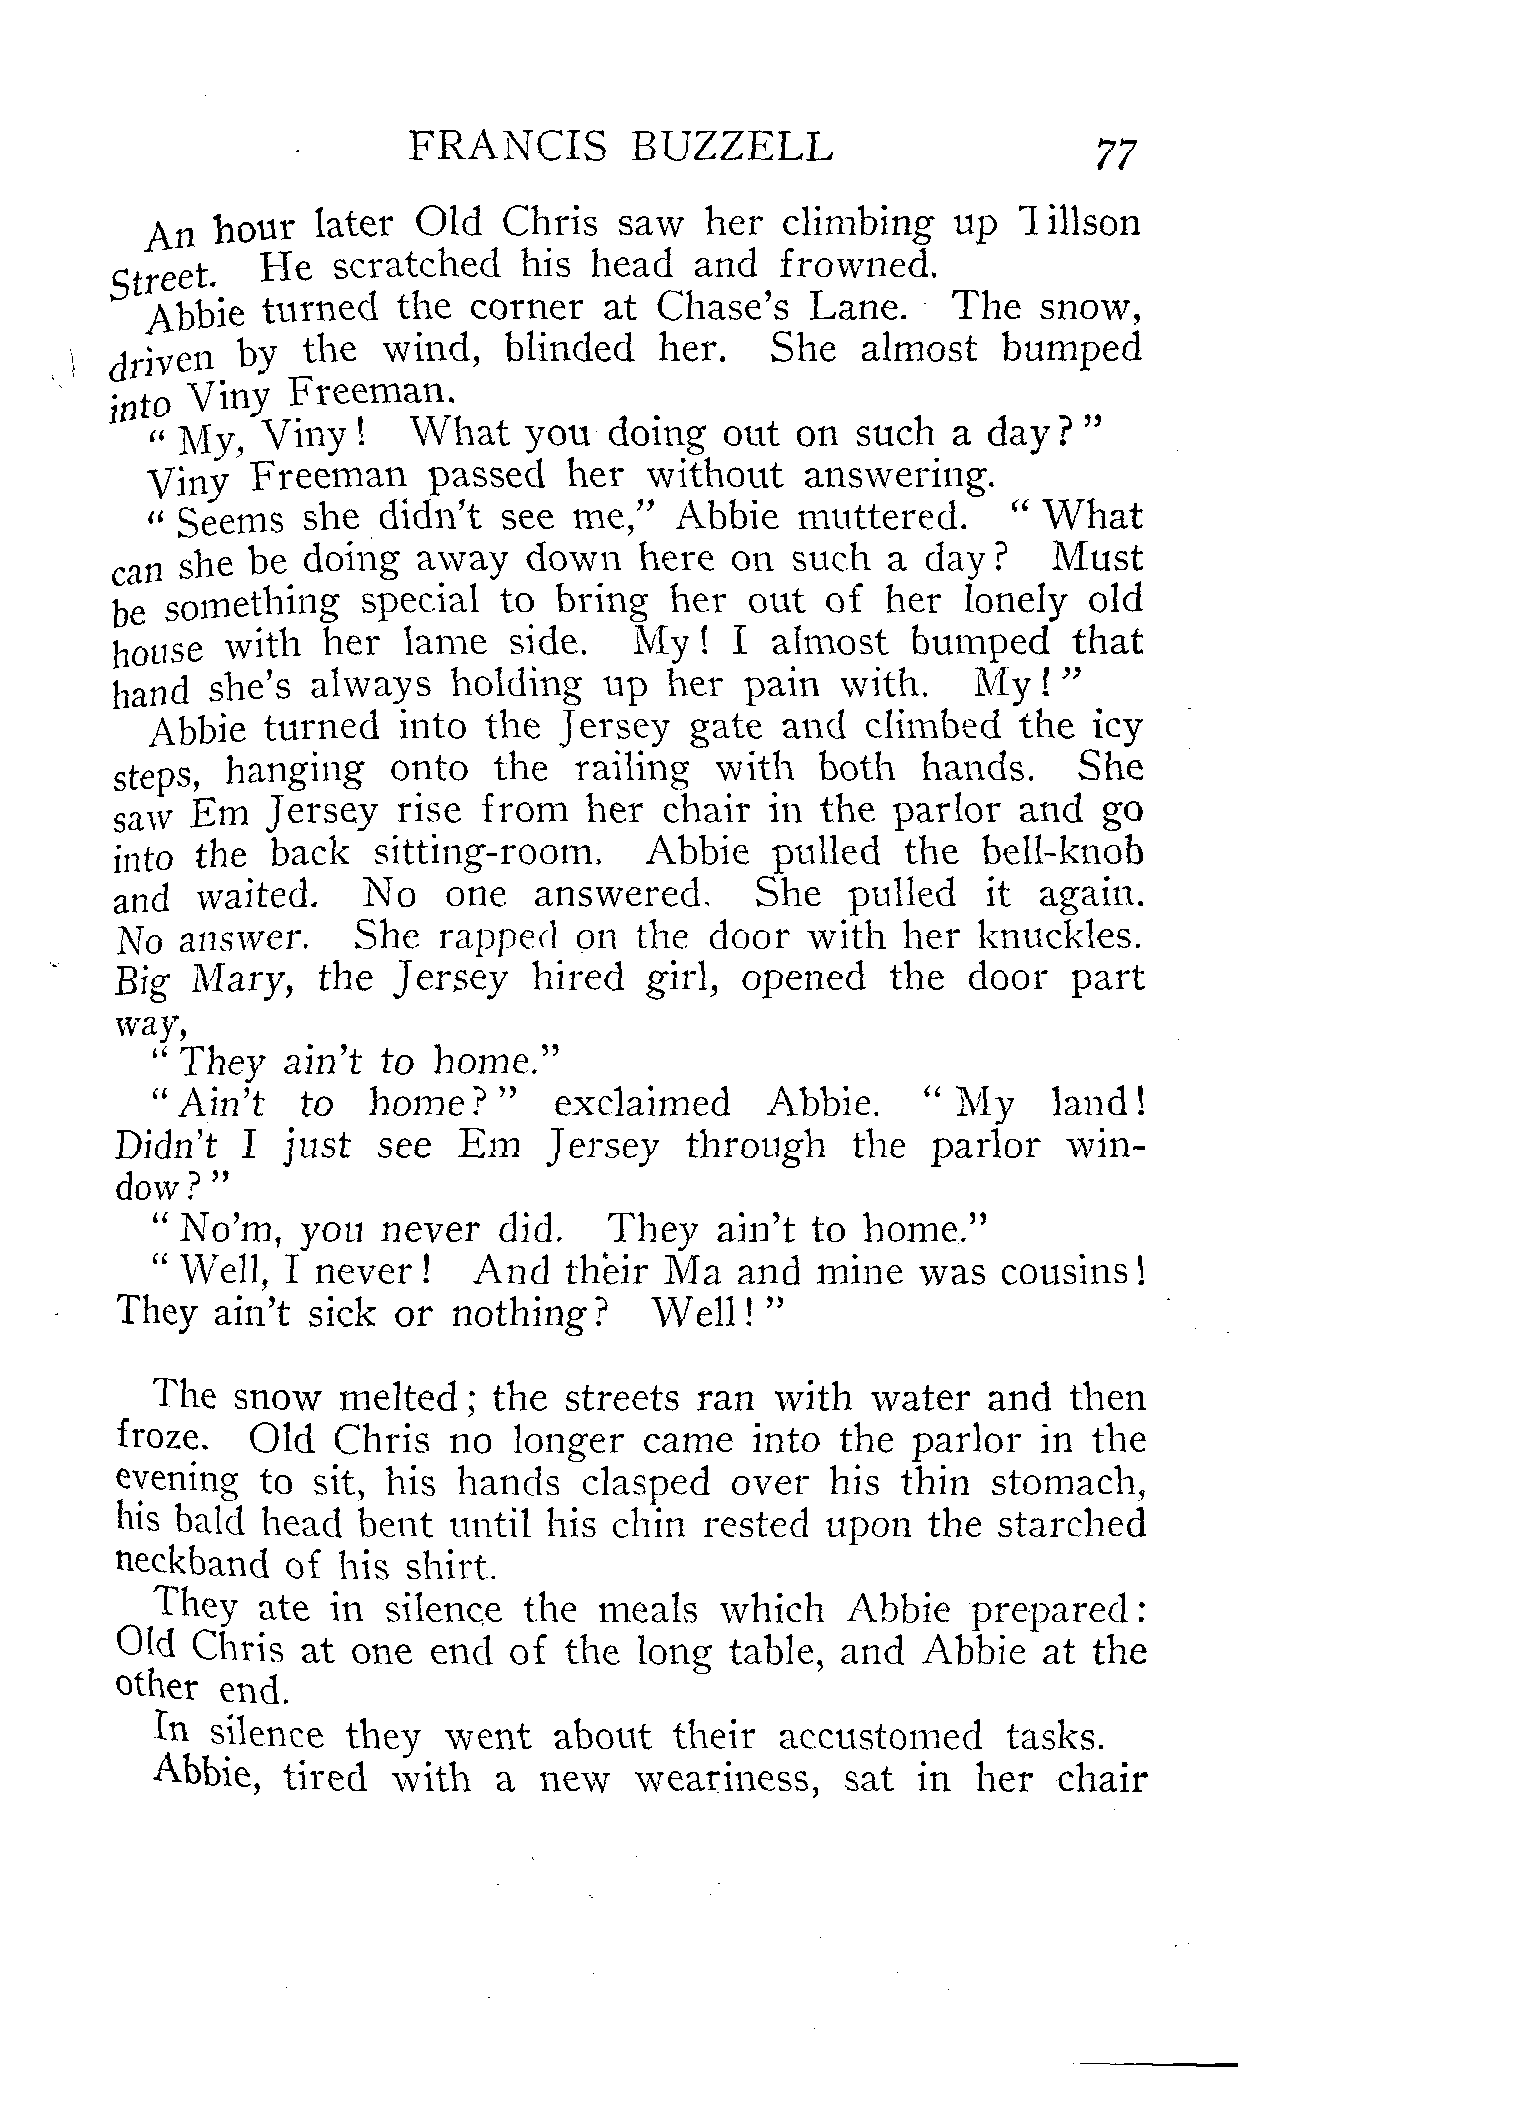 FRANCIS BUZZELL 77
An hour later Old Chris saw her climbing up Tillson
Street. He scratched his head and frowned.
Abbie turned the corner at Chase's Lane. The snow,
driven by the wind, blinded her. She almost bumped
into Viny Freeman.
“ My, Viny! What you doing out on such a day? ”
Viny Freeman passed her without answering.
“ Seems she didn't see me,” Abbie muttered. “ What
can she be doing away down here on such a day? Must
be something special to bring her out of her lonely old
house with her lame side. My! I almost bumped that
hand she's always holding up her pain with. My! ”
Abbie turned into the Jersey gate and climbed the icy
steps, hanging onto the railing with both hands. She
saw Em Jersey rise from her chair in the parlor and go
into the back sitting-room. Abbie pulled the bell-knob
and waited. No one answered. She pulled it again.
No answer. She rapped on the door with her knuckles.
Big Mary, the Jersey hired girl, opened the door part
way,
“ They ain't to home.”
“ Ain't to home? ” exclaimed Abbie. “ My land!
Didn't I just see Em Jersey through the parlor win-
dow? ”
“ No'm, you never did. They ain't to home.”
“ Well, I never! And their Ma and mine was cousins!
They ain't sick or nothing? Well! ”
The snow melted; the streets ran with water and then
froze. Old Chris no longer came into the parlor in the
evening to sit, his hands clasped over his thin stomach,
his bald head bent until his chin rested upon the starched
neckband of his shirt.
They ate in silence the meals which Abbie prepared:
Old Chris at one end of the long table, and Abbie at the
other end.
In silence they went about their accustomed tasks.
Abbie, tired with a new weariness, sat in her chair